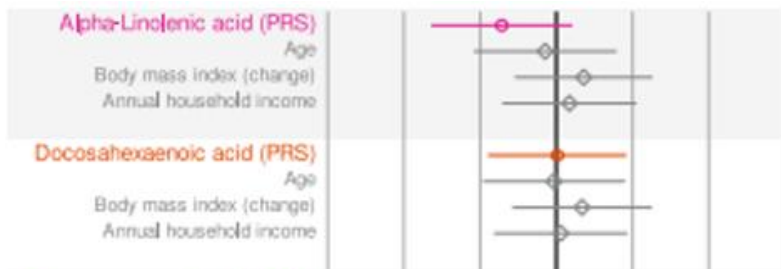 Alpha-Linolenic acid (PRS)
Age
Body mass index (change)
Annual household income
Docosahexaenoic acid (PRS)
Age
Body mass index (change)
Annual household income